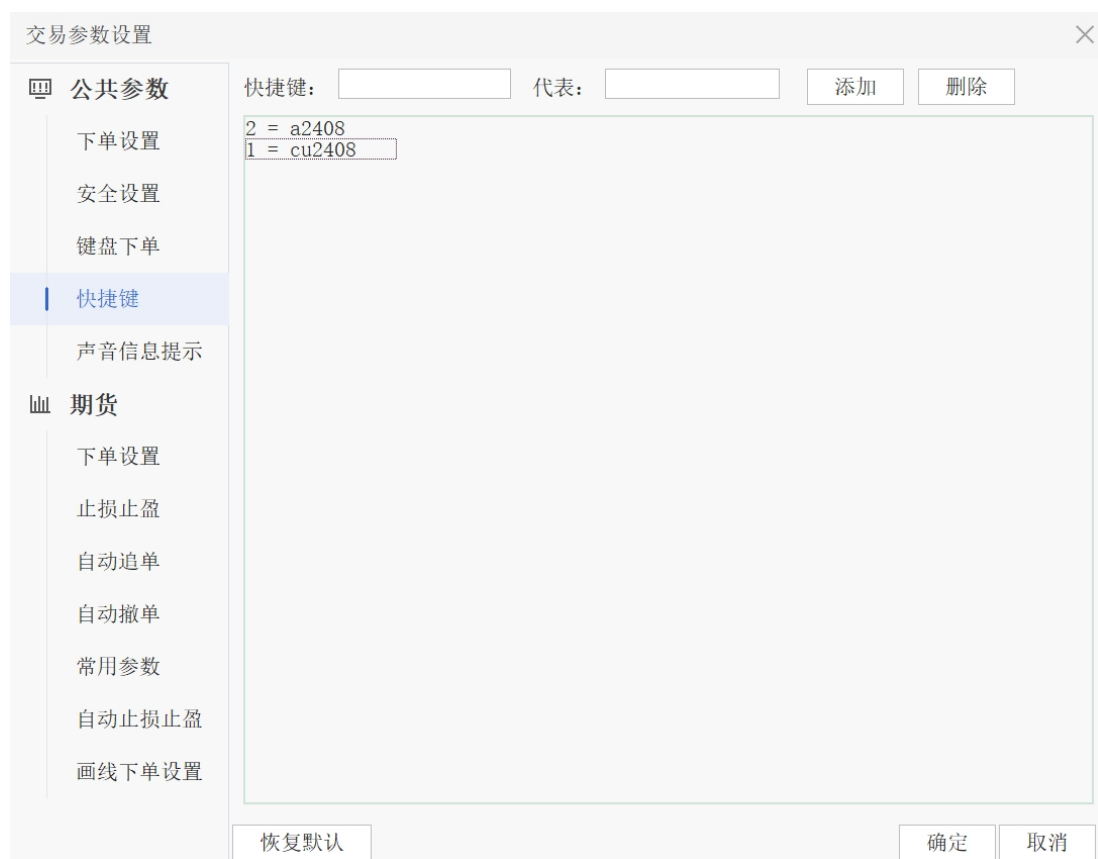 交易参数设置
公共参数
下单设置
安全设置
键盘下单
快捷键
声音信息提示
期货
下单设置
止损止盈
自动追单
自动撤单
常用参数
自动止损止盈
画线下单设置
快捷键： 代表： 添加 删除
2 = a2408
1 = cu2408
恢复默认 确定 取消